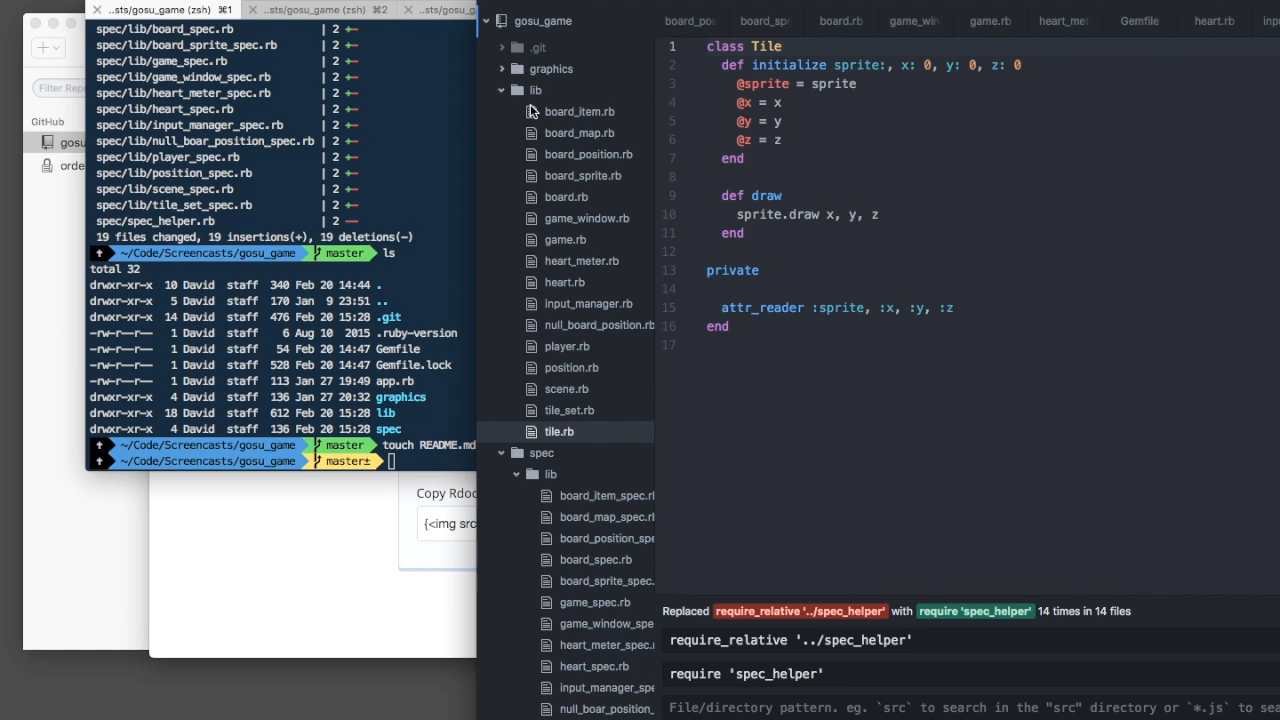 ..sts/gosu_game (zsh) ⌘1
..sts/gosu_game (zsh) ⌘2
..sts/gosu_g
Filter Rep
GitHub
gosu
orde
spec/lib/board_spec.rb | 2 +-
spec/lib/board_sprite_spec.rb | 2 +-
spec/lib/game_spec.rb | 2 +-
spec/lib/game_window_spec.rb | 2 +-
spec/lib/heart_meter_spec.rb | 2 +-
spec/lib/heart_spec.rb | 2 +-
spec/lib/input_manager_spec.rb | 2 +-
spec/lib/null_boar_position_spec.rb | 2 +-
spec/lib/player_spec.rb | 2 +-
spec/lib/position_spec.rb | 2 +-
spec/lib/scene_spec.rb | 2 +-
spec/lib/tile_set_spec.rb | 2 +-
spec/spec_helper.rb | 2 --
19 files changed, 19 insertions(+), 19 deletions(-)
~/Code/Screencasts/gosu_game master ls
total 32
drwxr-xr-x 10 David staff 340 Feb 20 14:44 .
drwxr-xr-x 5 David staff 170 Jan 9 23:51 ..
drwxr-xr-x 14 David staff 476 Feb 20 15:28 .git
-rw-r--r-- 1 David staff 6 Aug 10 2015 .ruby-version
-rw-r--r-- 1 David staff 54 Feb 20 14:47 Gemfile
-rw-r--r-- 1 David staff 528 Feb 20 14:47 Gemfile.lock
-rw-r--r-- 1 David staff 113 Jan 27 19:49 app.rb
drwxr-xr-x 4 David staff 136 Jan 27 20:32 graphics
drwxr-xr-x 18 David staff 612 Feb 20 15:28 lib
drwxr-xr-x 4 David staff 136 Feb 20 15:28 spec
~/Code/Screencasts/gosu_game master touch README.md
~/Code/Screencasts/gosu_game master±
Copy Rdoc
{<img src
gosu_game
.git
graphics
lib
board_item.rb
board_map.rb
board_position.rb
board_sprite.rb
board.rb
game_window.rb
game.rb
heart_meter.rb
heart.rb
input_manager.rb
null_board_position.rb
player.rb
position.rb
scene.rb
tile_set.rb
tile.rb
spec
lib
board_item_spec.r
board_map_spec.r
board_position_spe
board_spec.rb
board_sprite_spec.
game_spec.rb
game_window_spe
heart_meter_spec.
heart_spec.rb
input_manager_spe
null_boar_position_
board_pos board_spr board.rb game_win game.rb heart_met Gemfile heart.rb inp
1 class Tile
2 def initialize sprite:, x: 0, y: 0, z: 0
3 @sprite = sprite
4 @x = x
5 @y = y
6 @z = z
7 end
8
9 def draw
10 sprite.draw x, y, z
11 end
12
13 private
14
15 attr_reader :sprite, :x, :y, :z
16 end
17
Replaced require_relative '../spec_helper' with require 'spec_helper' 14 times in 14 files
require_relative '../spec_helper'
require 'spec_helper'
File/directory pattern. eg. `src` to search in the "src" directory or `*.js` to sea